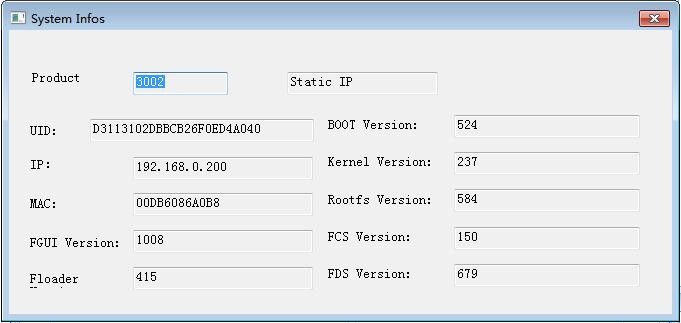 System Infos
Product 3002 Static IP
UID: D3113102DBBCB26F0ED4A040 BOOT Version: 524
IP: 192.168.0.200 Kernel Version: 237
MAC: 00DB6086A0B8 Rootfs Version: 584
FGUI Version: 1008 FCS Version: 150
Floader 415 FDS Version: 679